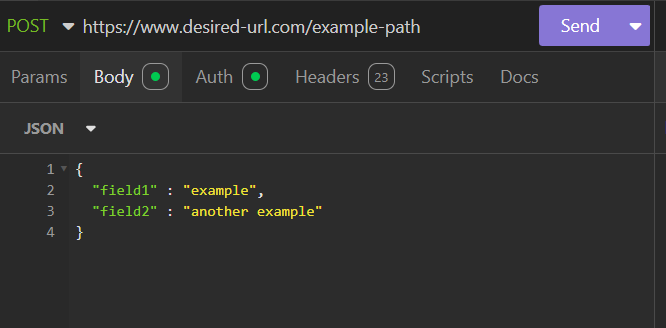 POST https://www.desired-url.com/example-path Send
Params Body Auth Headers 23 Scripts Docs
JSON
1 {
2 "field1" : "example",
3 "field2" : "another example"
4 }